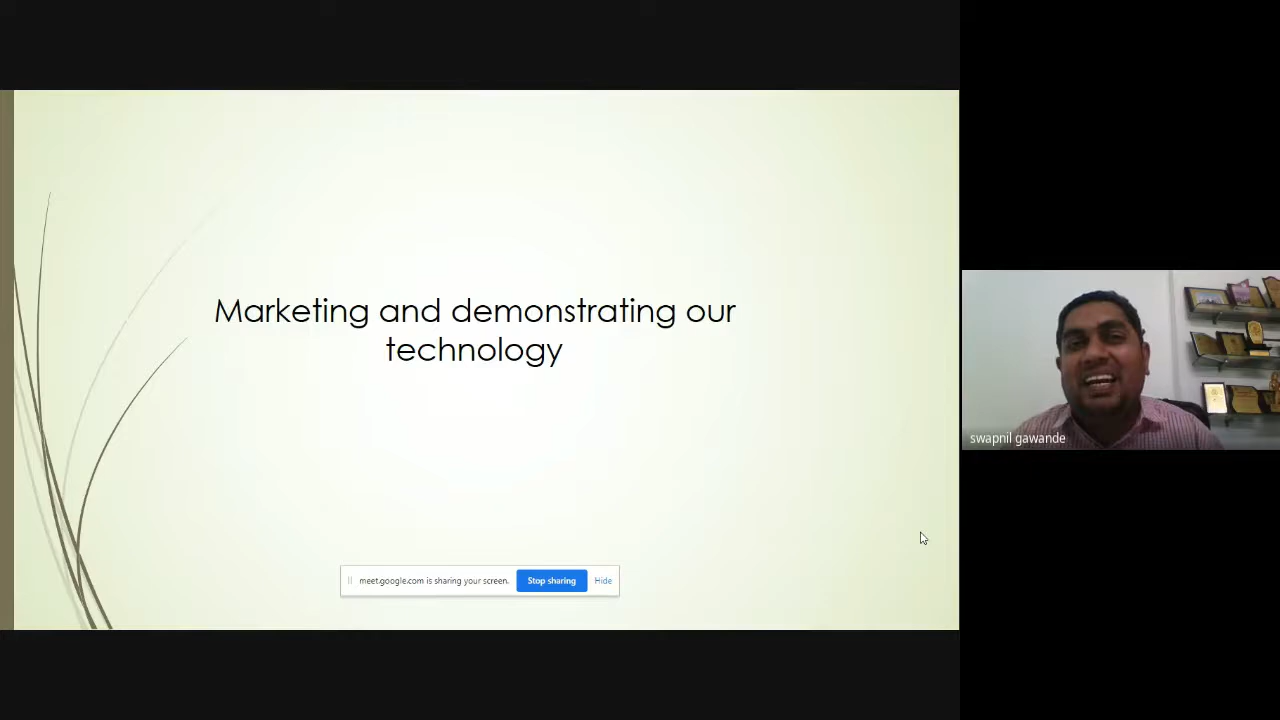 Marketing and demonstrating our
technology
meet.google.com is sharing your screen.
Stop sharing
Hide
swapnil gawande